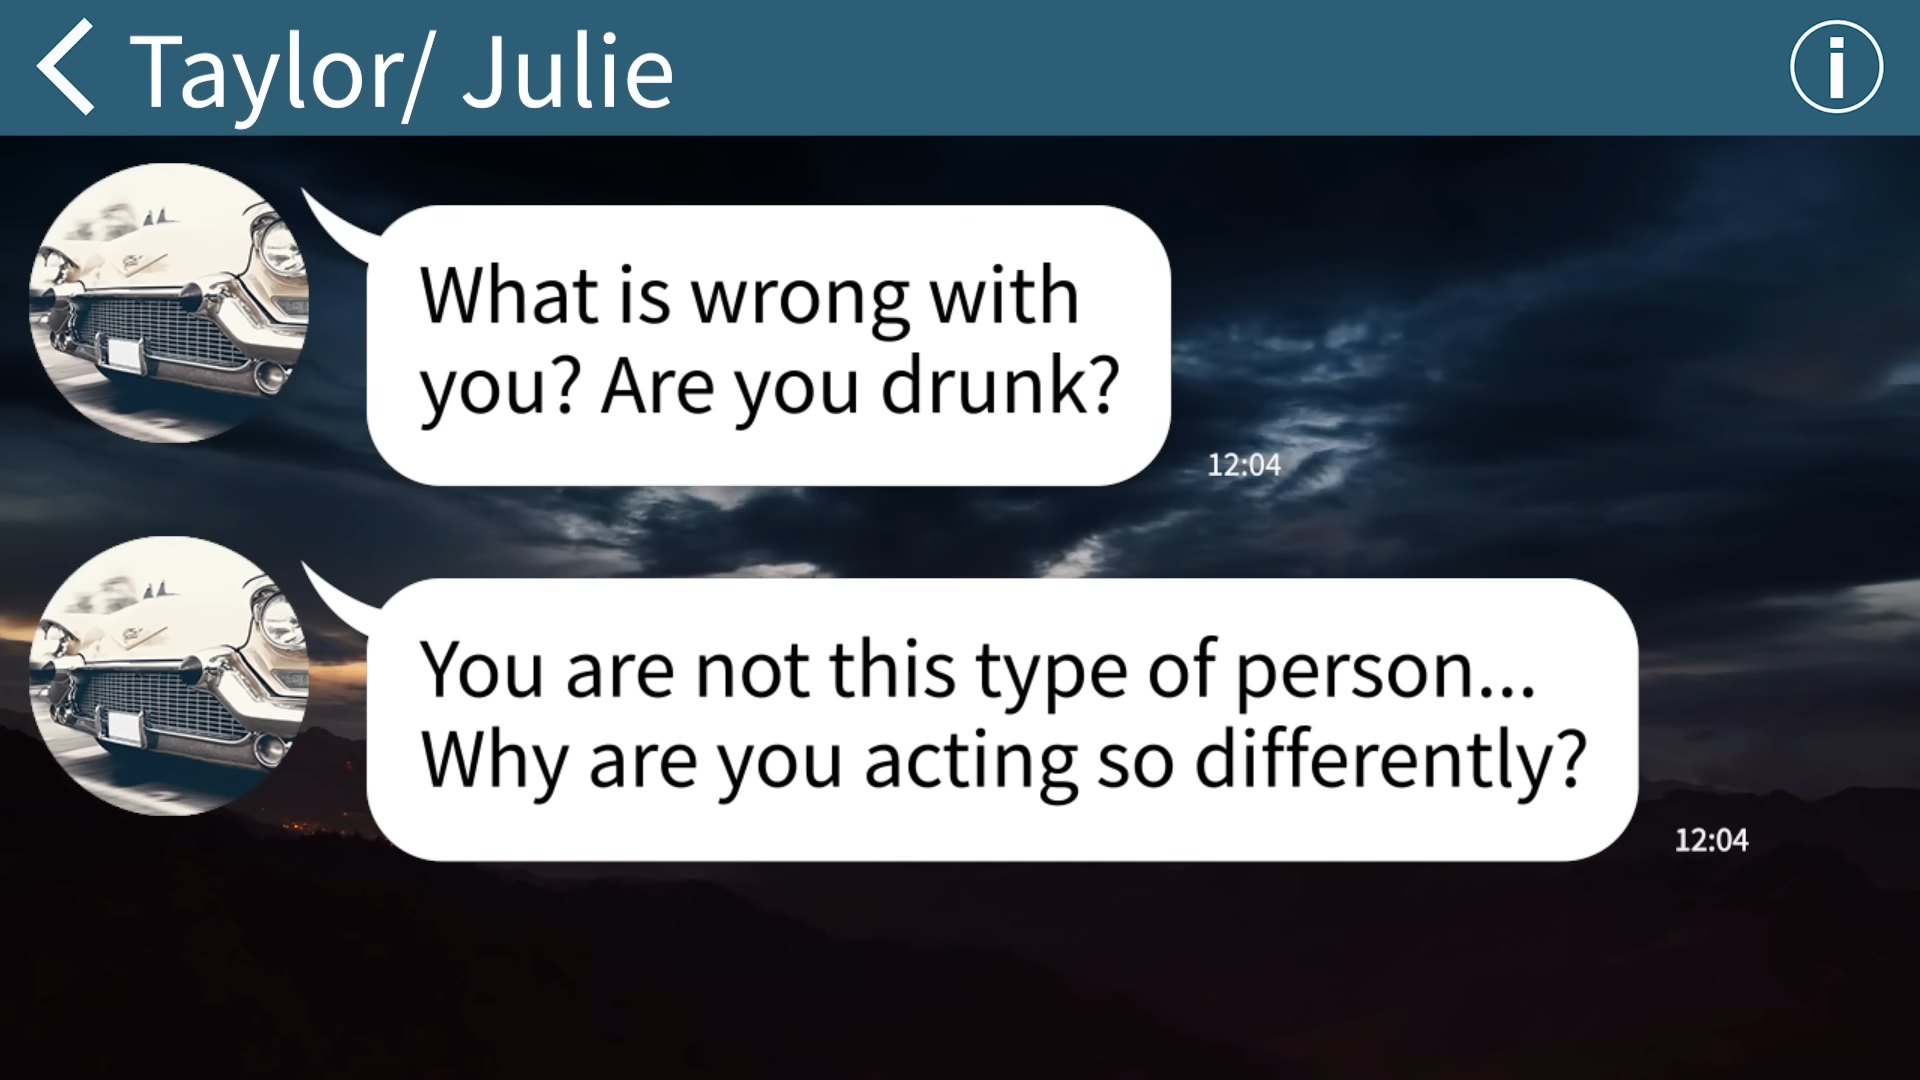 Taylor/ Julie
What is wrong with
you? Are you drunk?
12:04
You are not this type of person...
Why are you acting so differently?
12:04